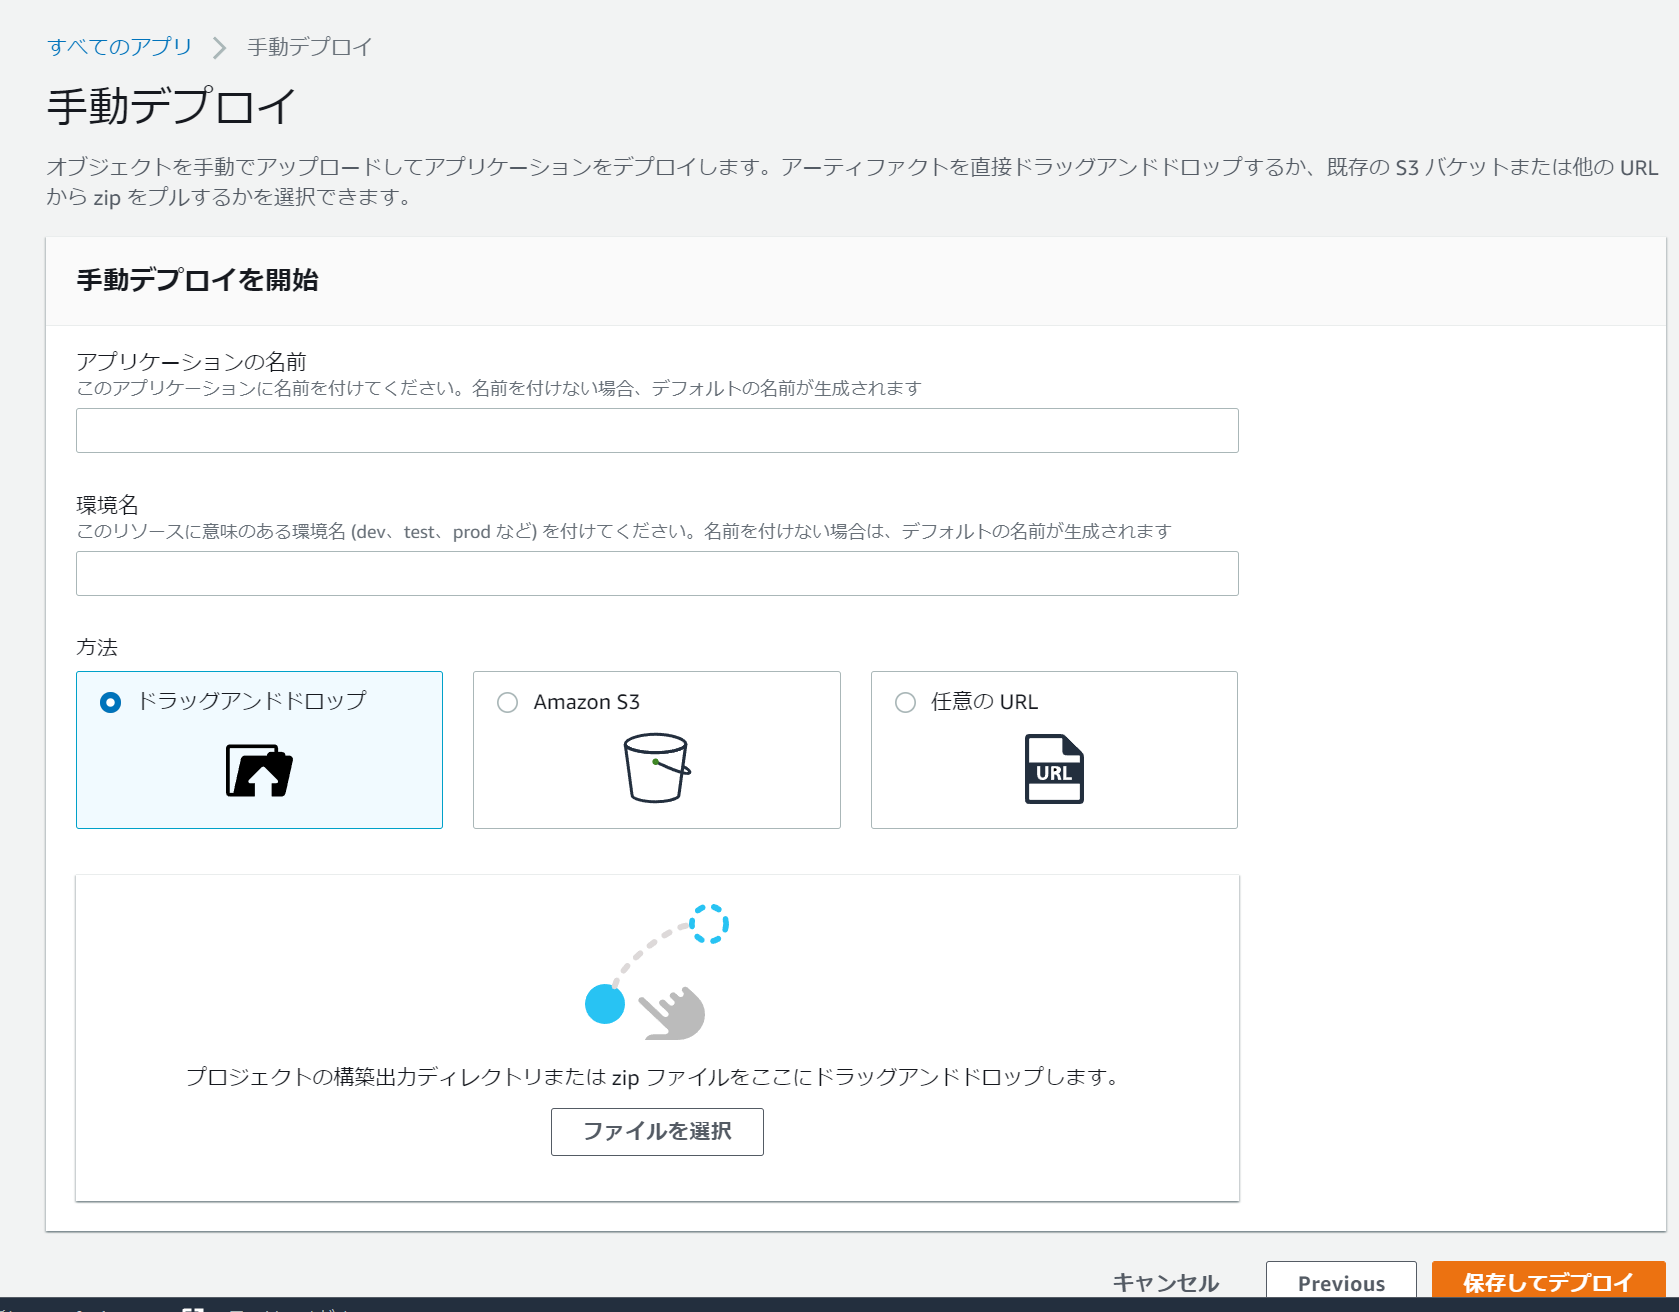 すべてのアプリ 手動デプロイ
手動デプロイ
オブジェクトを手動でアップロードしてアプリケーションをデプロイします。アーティファクトを直接ドラッグアンドドロップするか、既存の S3 バケットまたは他の URL
から zip をプルするかを選択できます。
手動デプロイを開始
アプリケーションの名前
このアプリケーションに名前を付けてください。名前を付けない場合、デフォルトの名前が生成されます
環境名
このリソースに意味のある環境名 (dev、test、prod など) を付けてください。名前を付けない場合は、デフォルトの名前が生成されます
方法
ドラッグアンドドロップ
Amazon S3
任意の URL
URL
プロジェクトの構築出力ディレクトリまたは zip ファイルをここにドラッグアンドドロップします。
ファイルを選択
キャンセル
Previous
保存してデプロイ